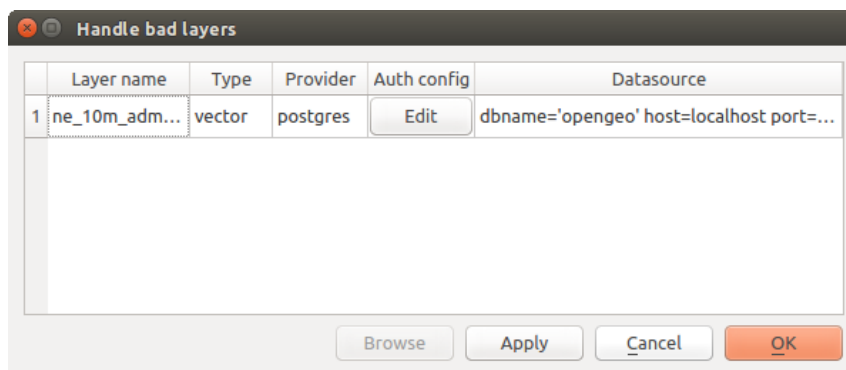 Handle bad layers
Layer name Type Provider Auth config Datasource
1 ne_10m_adm... vector postgres Edit dbname='opengeo' host=localhost port=...
Browse Apply Cancel OK